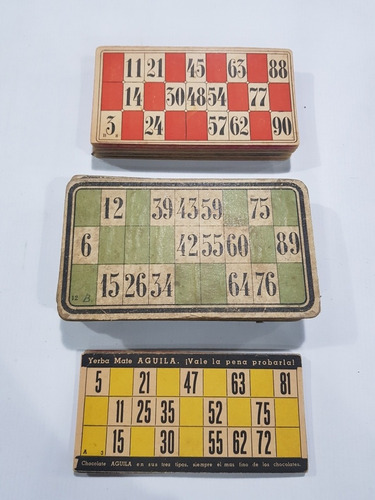 11 21 45 63 88
14 30 48 54 77
3 24 57 62 90
12 39 43 59 75
6 42 55 60 89
15 26 34 64 76
12 B
Yerba Mate AGUILA. ¡Vale la pena probarla!
5 21 47 63 81
11 25 35 52 75
15 30 55 62 72
A 3
Chocolate AGUILA en sus tres tipos, siempre el mas fino de los chocolates.